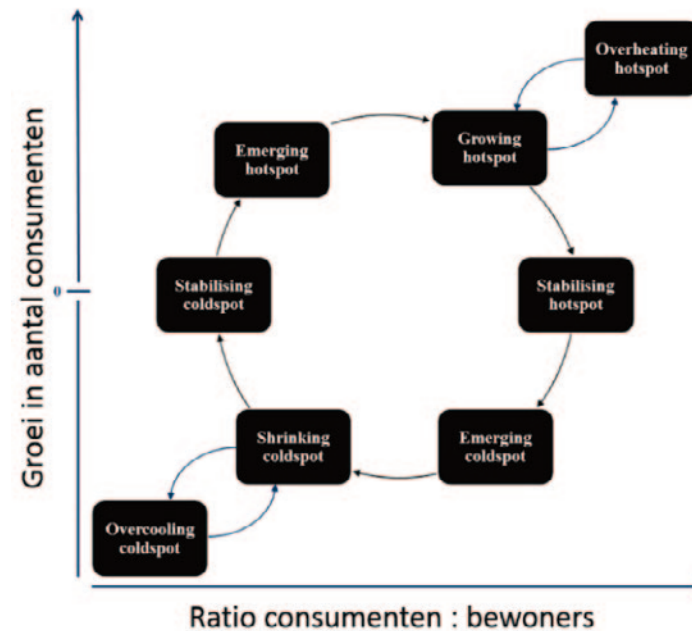 Overheating
hotspot
Growing
hotspot
Emerging
hotspot
Groei in aantal consumenten
0
Stabilising
coldspot
Stabilising
hotspot
Shrinking
coldspot
Emerging
coldspot
Overcooling
coldspot
Ratio consumenten : bewoners